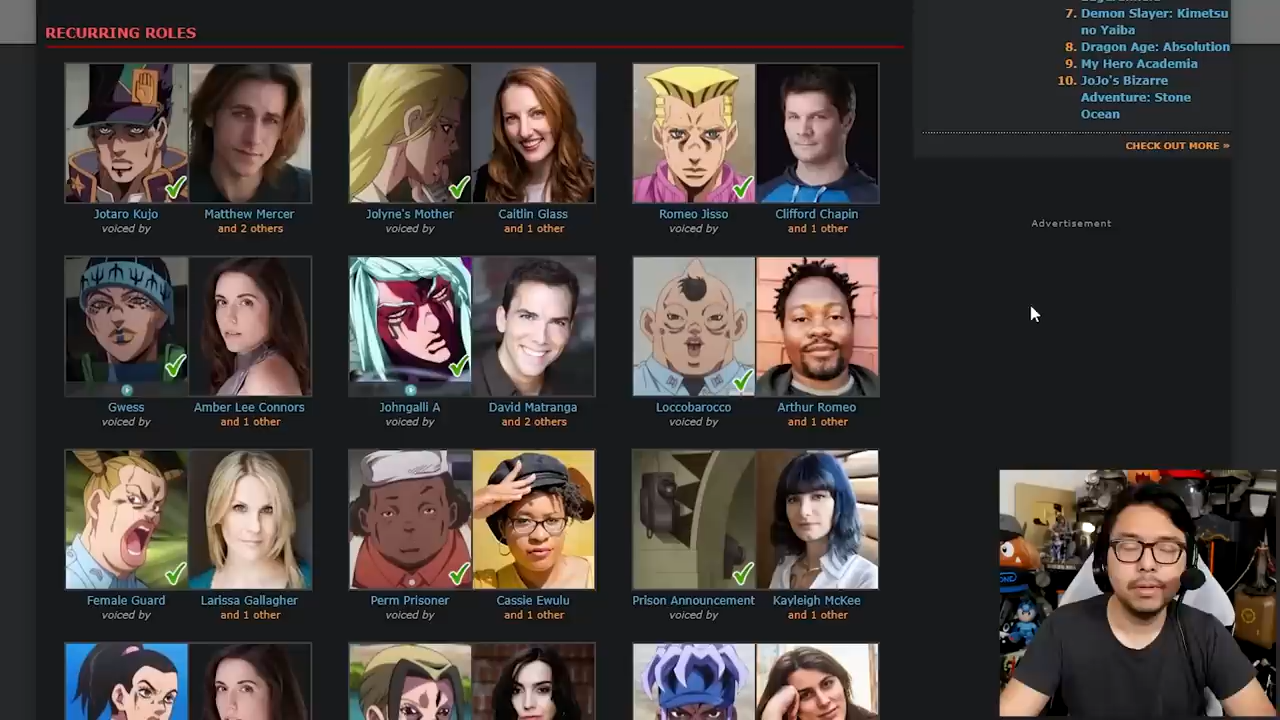 RECURRING ROLES
Jotaro Kujo
voiced by
Matthew Mercer
and 2 others
Jolyne's Mother
voiced by
Caitlin Glass
and 1 other
Romeo Jisso
voiced by
Clifford Chapin
and 1 other
Gwess
voiced by
Amber Lee Connors
and 1 other
Johngalli A
voiced by
David Matranga
and 2 others
Loccobarocco
voiced by
Arthur Romeo
and 1 other
Female Guard
voiced by
Larissa Gallagher
and 1 other
Perm Prisoner
voiced by
Cassie Ewulu
and 1 other
Prison Announcement
voiced by
Kayleigh McKee
and 1 other
7. Demon Slayer: Kimetsu
no Yaiba
8. Dragon Age: Absolution
9. My Hero Academia
10. JoJo's Bizarre
Adventure: Stone
Ocean
CHECK OUT MORE »
Advertisement